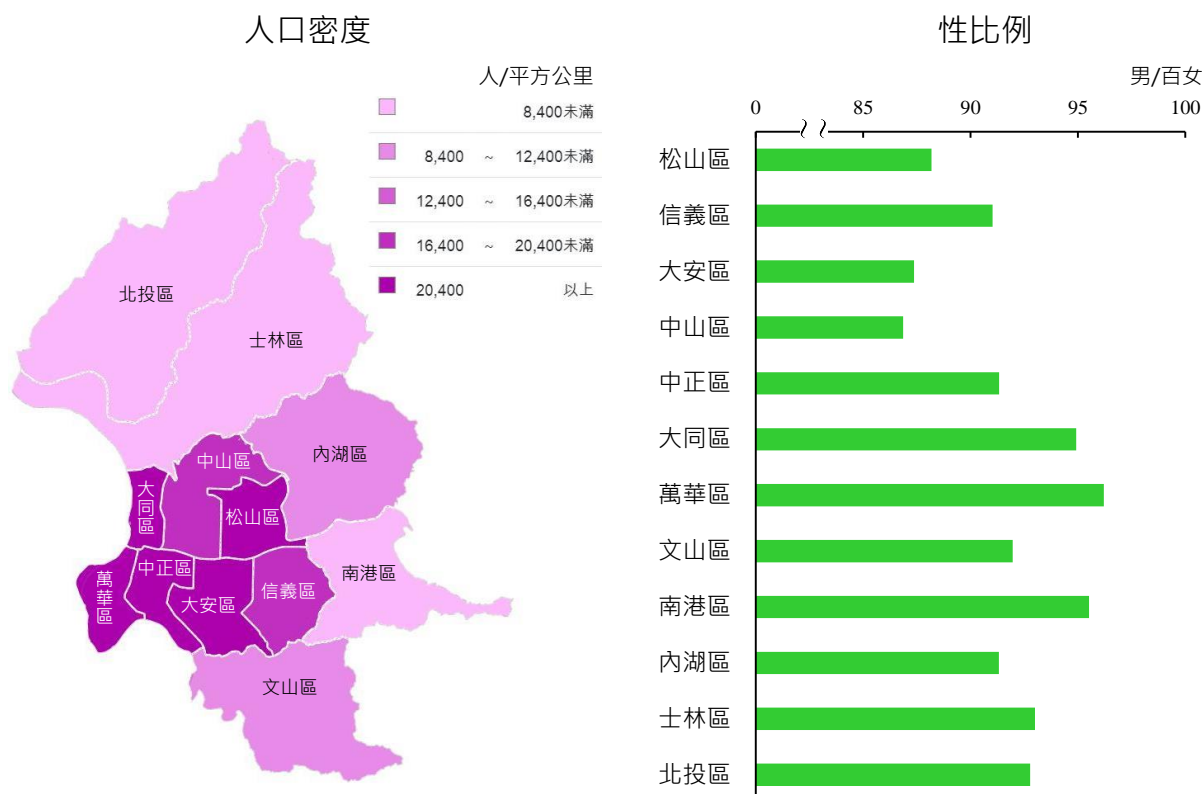 人口密度
人/平方公里
8,400未滿
8,400 ~ 12,400未滿
12,400 ~ 16,400未滿
16,400 ~ 20,400未滿
20,400 以上
北投區
士林區
內湖區
中山區
大同區
松山區
南港區
中正區
萬華區
大安區
信義區
文山區
性比例
男/百女
0 85 90 95 100
松山區
信義區
大安區
中山區
中正區
大同區
萬華區
文山區
南港區
內湖區
士林區
北投區